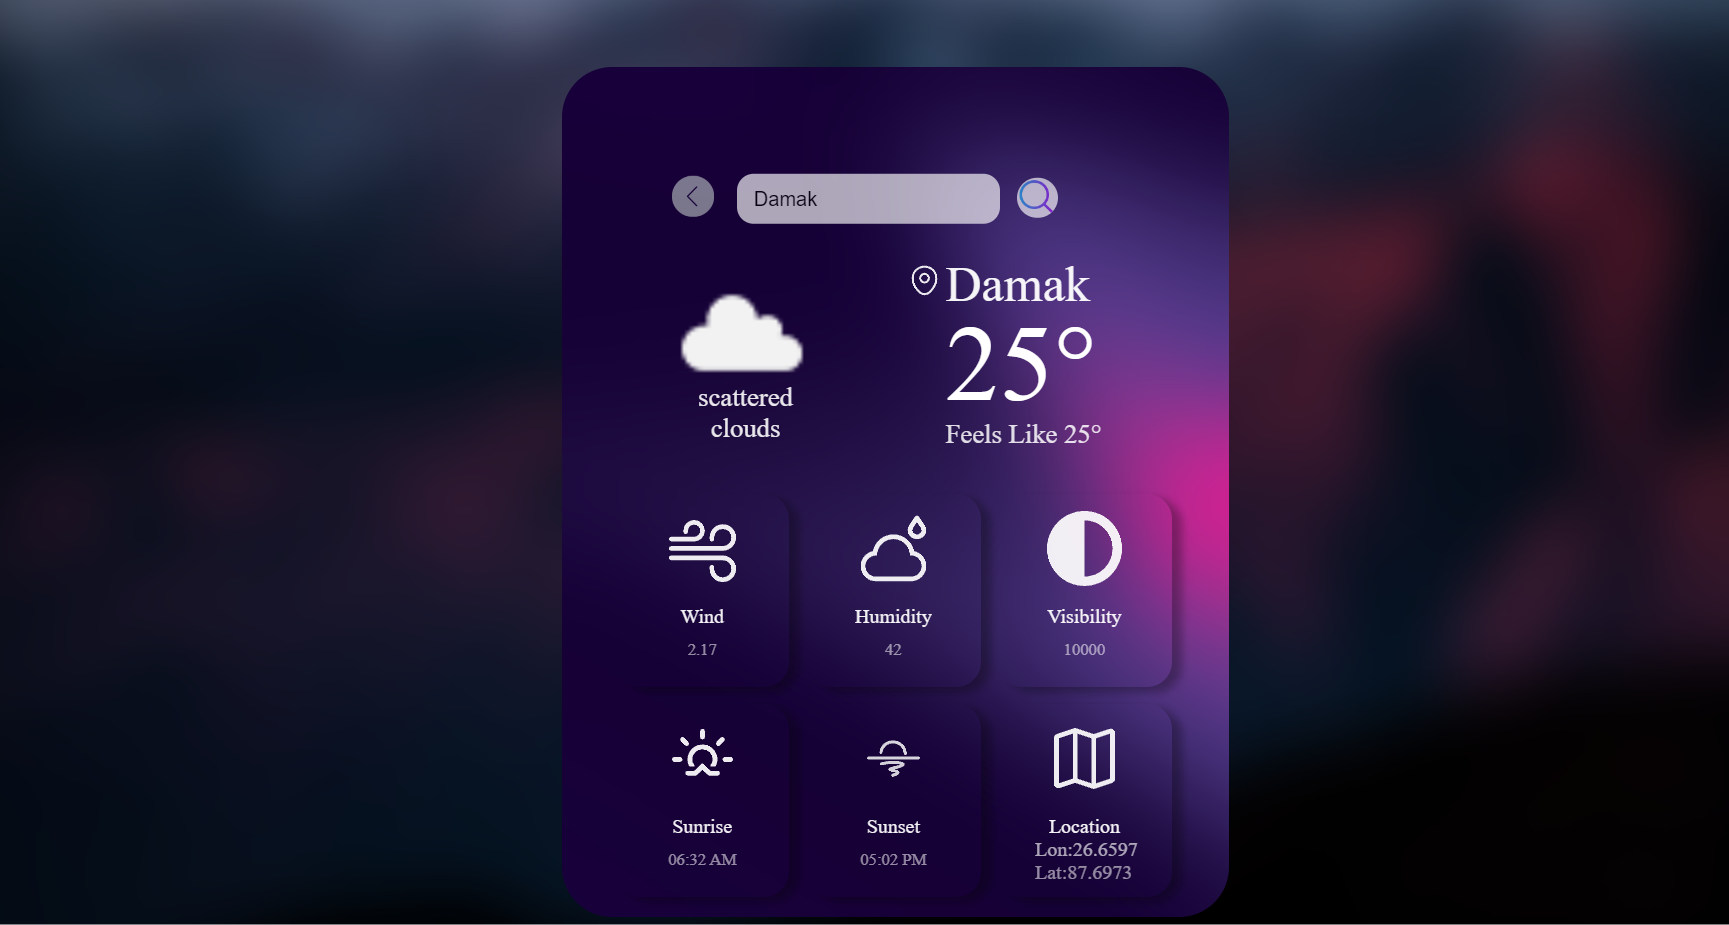 Damak
Damak
25°
Feels Like 25°
scattered
clouds
Wind
2.17
Humidity
42
Visibility
10000
Sunrise
06:32 AM
Sunset
05:02 PM
Location
Lon:26.6597
Lat:87.6973